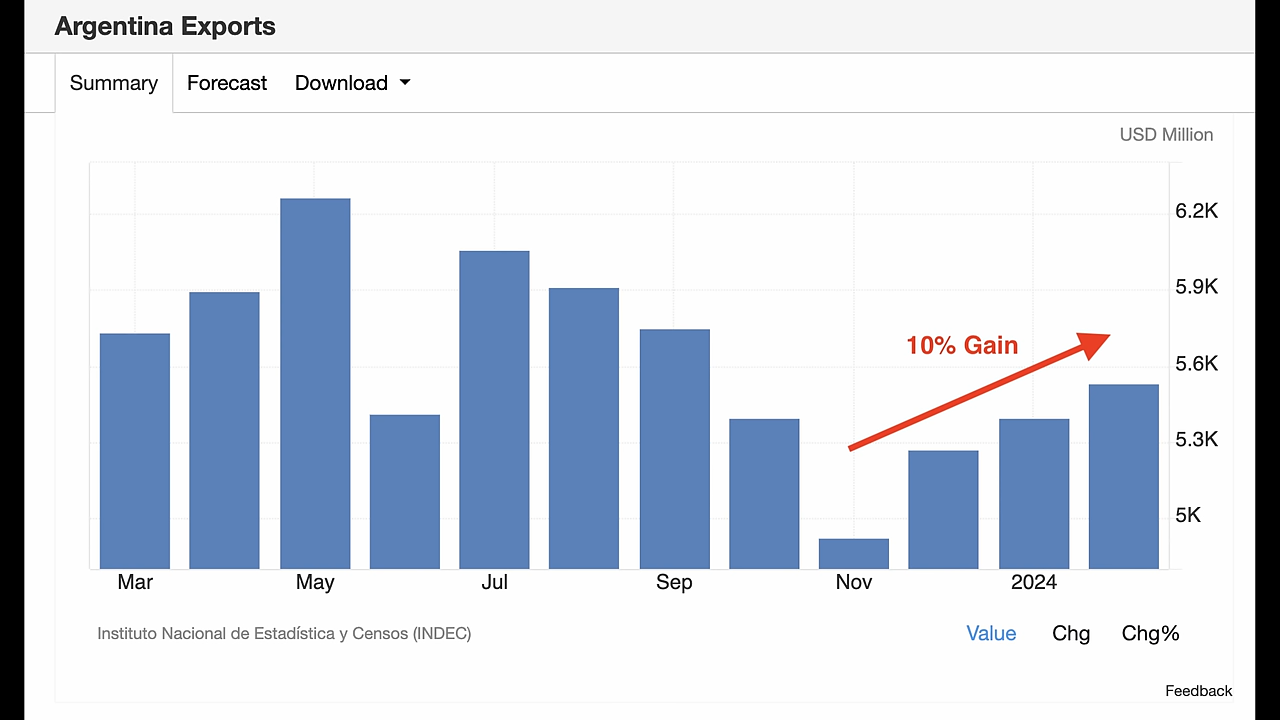 Argentina Exports
Summary Forecast Download
USD Million
6.2K
5.9K
10% Gain
5.6K
5.3K
5K
Mar May Jul Sep Nov 2024
Instituto Nacional de Estadística y Censos (INDEC) Value Chg Chg%
Feedback